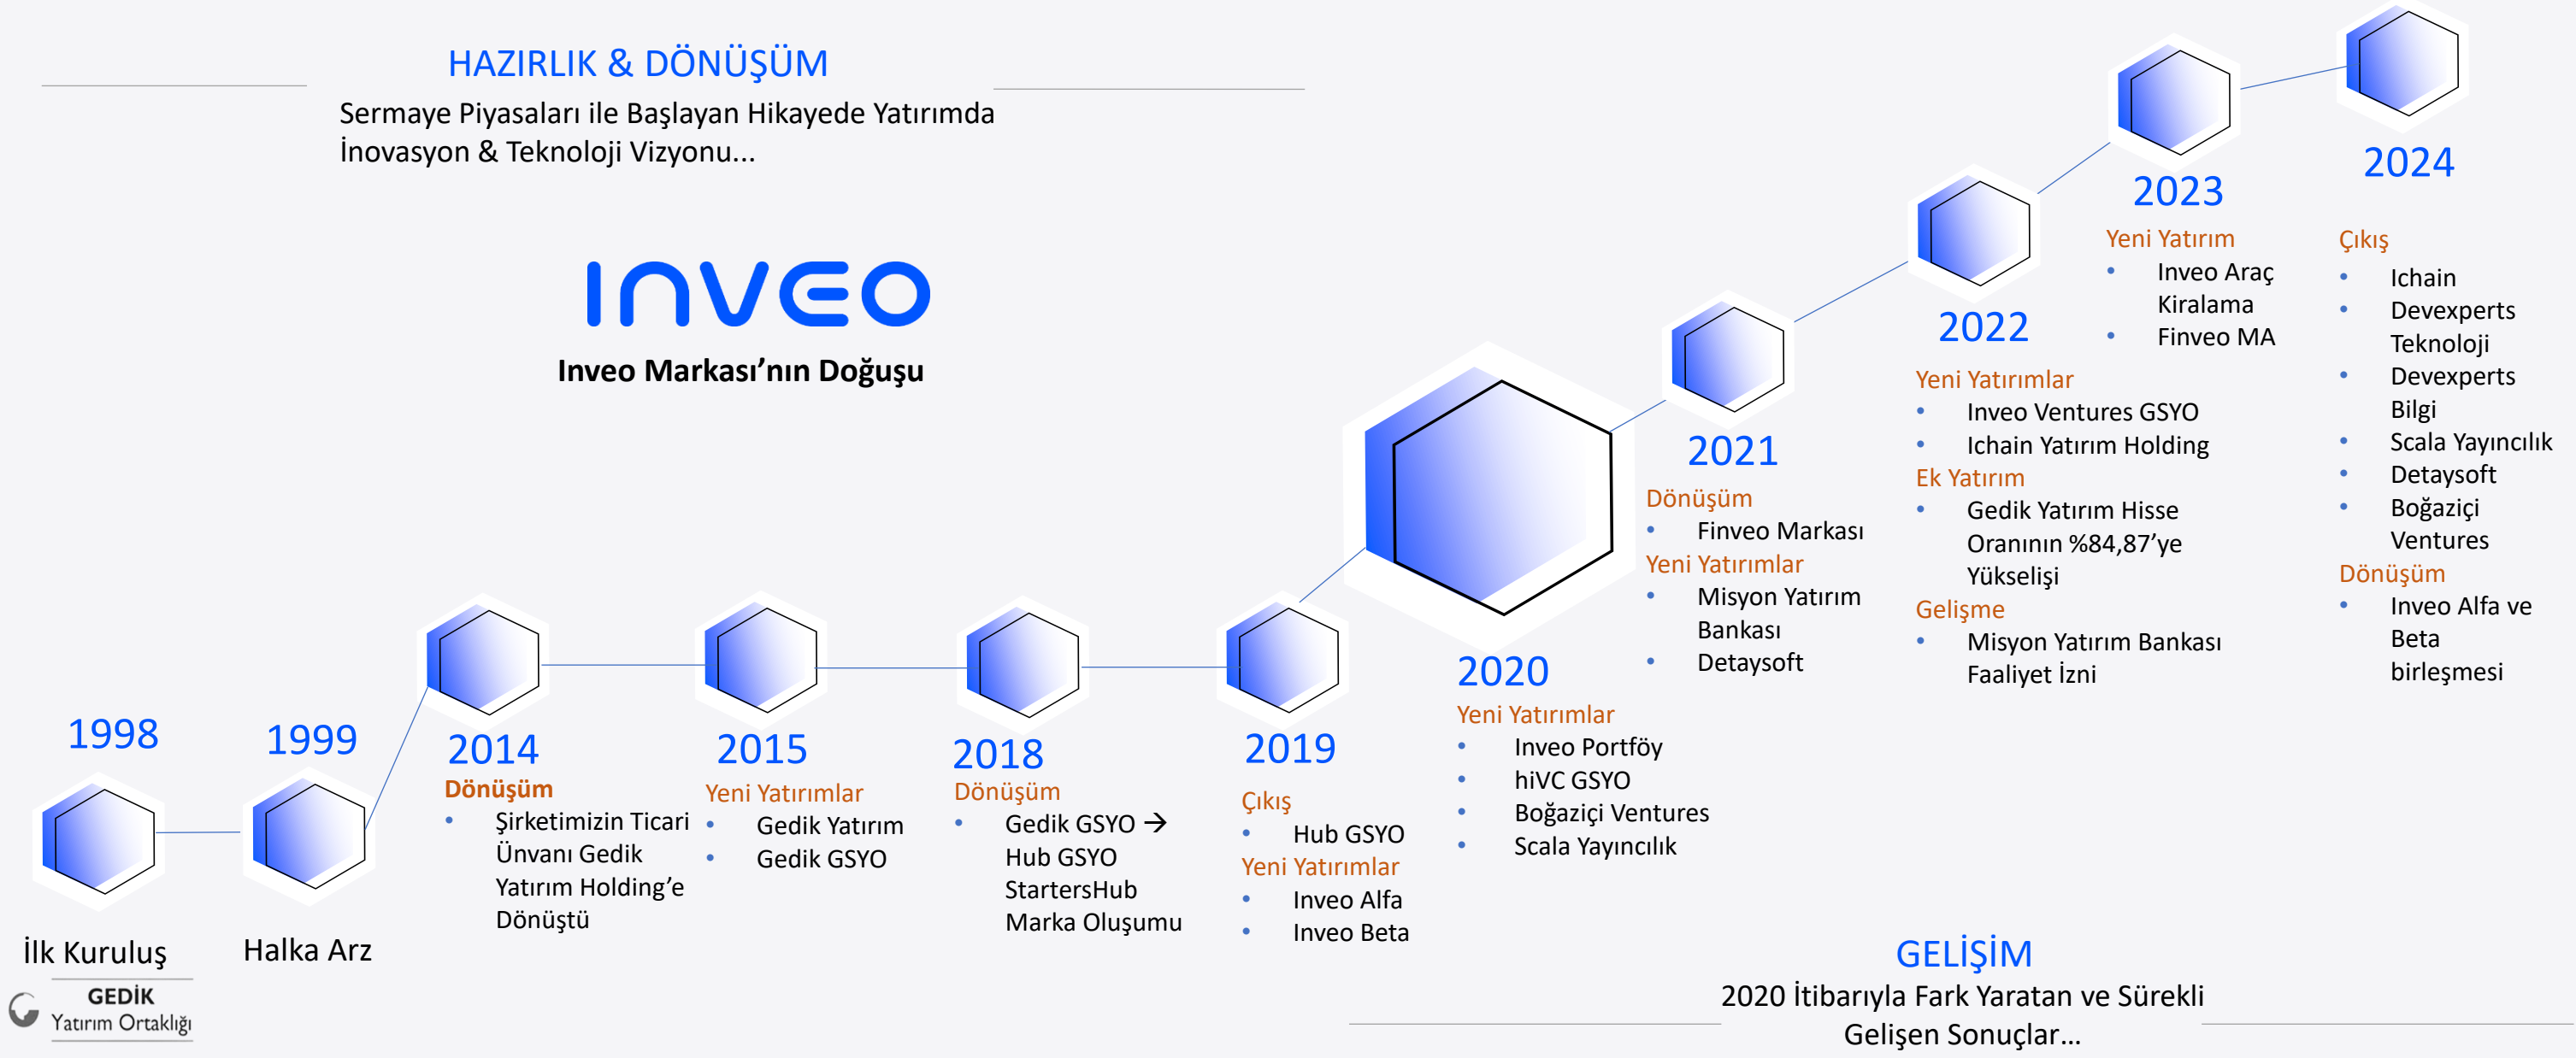 HAZIRLIK & DÖNÜŞÜM
Sermaye Piyasaları ile Başlayan Hikayede Yatırımda
İnovasyon & Teknoloji Vizyonu...
INVEO
Inveo Markası’nın Doğuşu
1998
İlk Kuruluş
GEDİK
Yatırım Ortaklığı
1999
Halka Arz
2014
Dönüşüm
• Şirketimizin Ticari
Ünvanı Gedik
Yatırım Holding’e
Dönüştü
2015
Yeni Yatırımlar
• Gedik Yatırım
• Gedik GSYO
2018
Dönüşüm
• Gedik GSYO →
Hub GSYO
StartersHub
Marka Oluşumu
2019
Çıkış
• Hub GSYO
Yeni Yatırımlar
• Inveo Alfa
• Inveo Beta
2020
Yeni Yatırımlar
• Inveo Portföy
• hiVC GSYO
• Boğaziçi Ventures
• Scala Yayıncılık
2021
Dönüşüm
• Finveo Markası
Yeni Yatırımlar
• Misyon Yatırım
Bankası
• Detaysoft
2022
Yeni Yatırımlar
• Inveo Ventures GSYO
• Ichain Yatırım Holding
Ek Yatırım
• Gedik Yatırım Hisse
Oranının %84,87’ye
Yükselişi
Gelişme
• Misyon Yatırım Bankası
Faaliyet İzni
2023
Yeni Yatırım
• Inveo Araç
Kiralama
• Finveo MA
2024
Çıkış
• Ichain
• Devexperts
Teknoloji
• Devexperts
Bilgi
• Scala Yayıncılık
• Detaysoft
• Boğaziçi
Ventures
Dönüşüm
• Inveo Alfa ve
Beta
birleşmesi
GELİŞİM
2020 İtibarıyla Fark Yaratan ve Sürekli
Gelişen Sonuçlar...